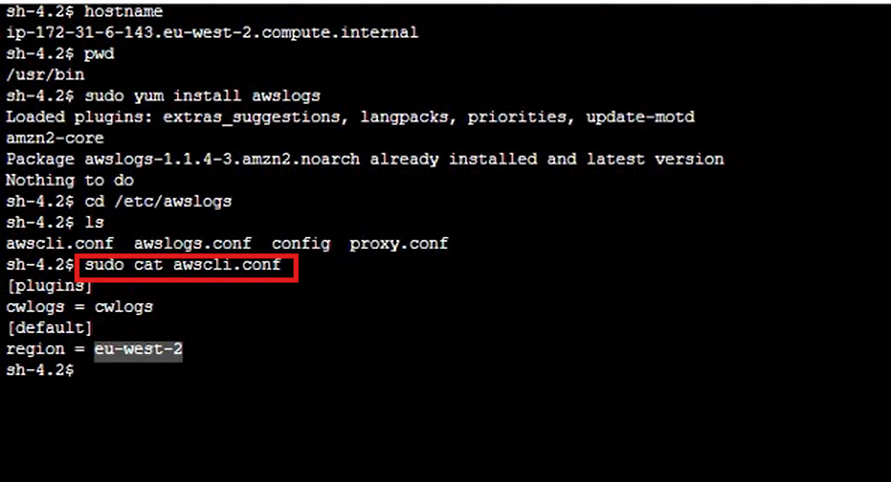 sh-4.2$ hostname
ip-172-31-6-143.eu-west-2.compute.internal
sh-4.2$ pwd
/usr/bin
sh-4.2$ sudo yum install awslogs
Loaded plugins: extras_suggestions, langpacks, priorities, update-motd
amzn2-core
Package awslogs-1.1.4-3.amzn2.noarch already installed and latest version
Nothing to do
sh-4.2$ cd /etc/awslogs
sh-4.2$ ls
awscli.conf  awslogs.conf  config  proxy.conf
sh-4.2$ sudo cat awscli.conf
[plugins]
cwlogs = cwlogs
[default]
region = eu-west-2
sh-4.2$